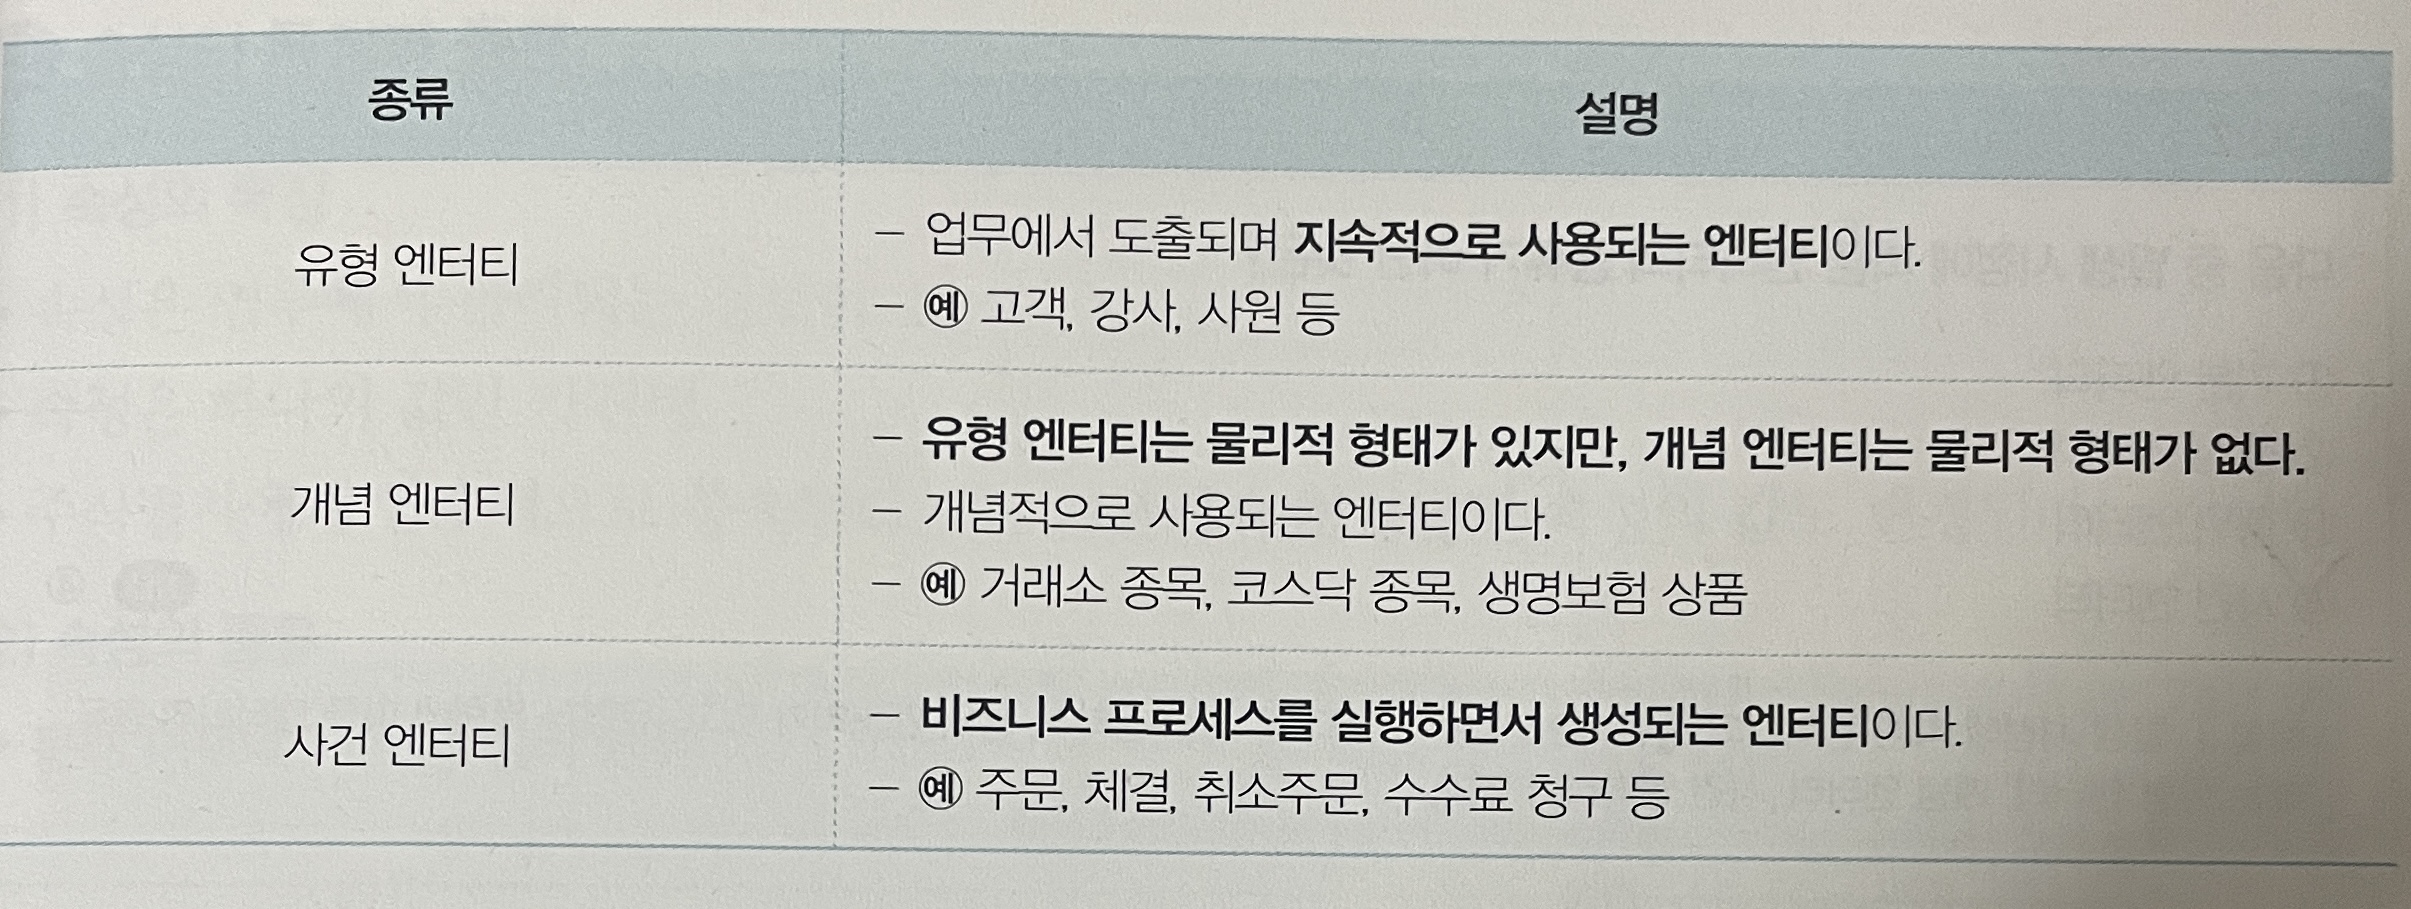 종류
설명
유형 엔터티
– 업무에서 도출되며 지속적으로 사용되는 엔터티이다.
– ㉠예 고객, 강사, 사원 등
개념 엔터티
– 유형 엔터티는 물리적 형태가 있지만, 개념 엔터티는 물리적 형태가 없다.
– 개념적으로 사용되는 엔터티이다.
– 예 거래소 종목, 코스닥 종목, 생명보험 상품
사건 엔터티
– 비즈니스 프로세스를 실행하면서 생성되는 엔터티이다.
– 예 주문, 체결, 취소주문, 수수료 청구 등